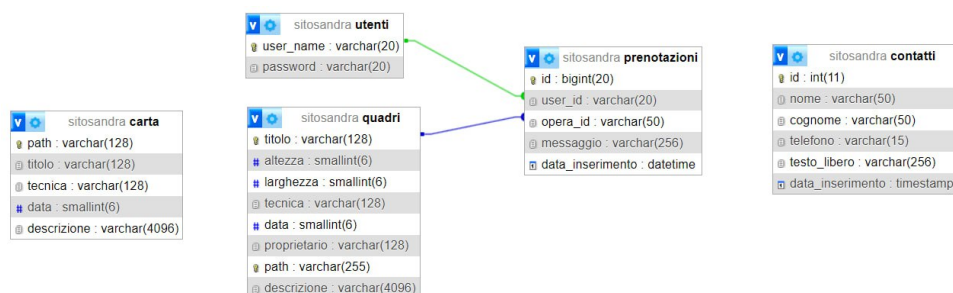 sitosandra utenti
user_name : varchar(20)
password : varchar(20)
sitosandra prenotazioni
id : bigint(20)
user_id : varchar(20)
opera_id : varchar(50)
messaggio : varchar(256)
data_inserimento : datetime
sitosandra contatti
id : int(11)
nome : varchar(50)
cognome : varchar(50)
telefono : varchar(15)
testo_libero : varchar(256)
data_inserimento : timestamp
sitosandra carta
path : varchar(128)
titolo : varchar(128)
tecnica : varchar(128)
data : smallint(6)
descrizione : varchar(4096)
sitosandra quadri
titolo : varchar(128)
altezza : smallint(6)
larghezza : smallint(6)
tecnica : varchar(128)
data : smallint(6)
proprietario : varchar(128)
path : varchar(255)
descrizione : varchar(4096)